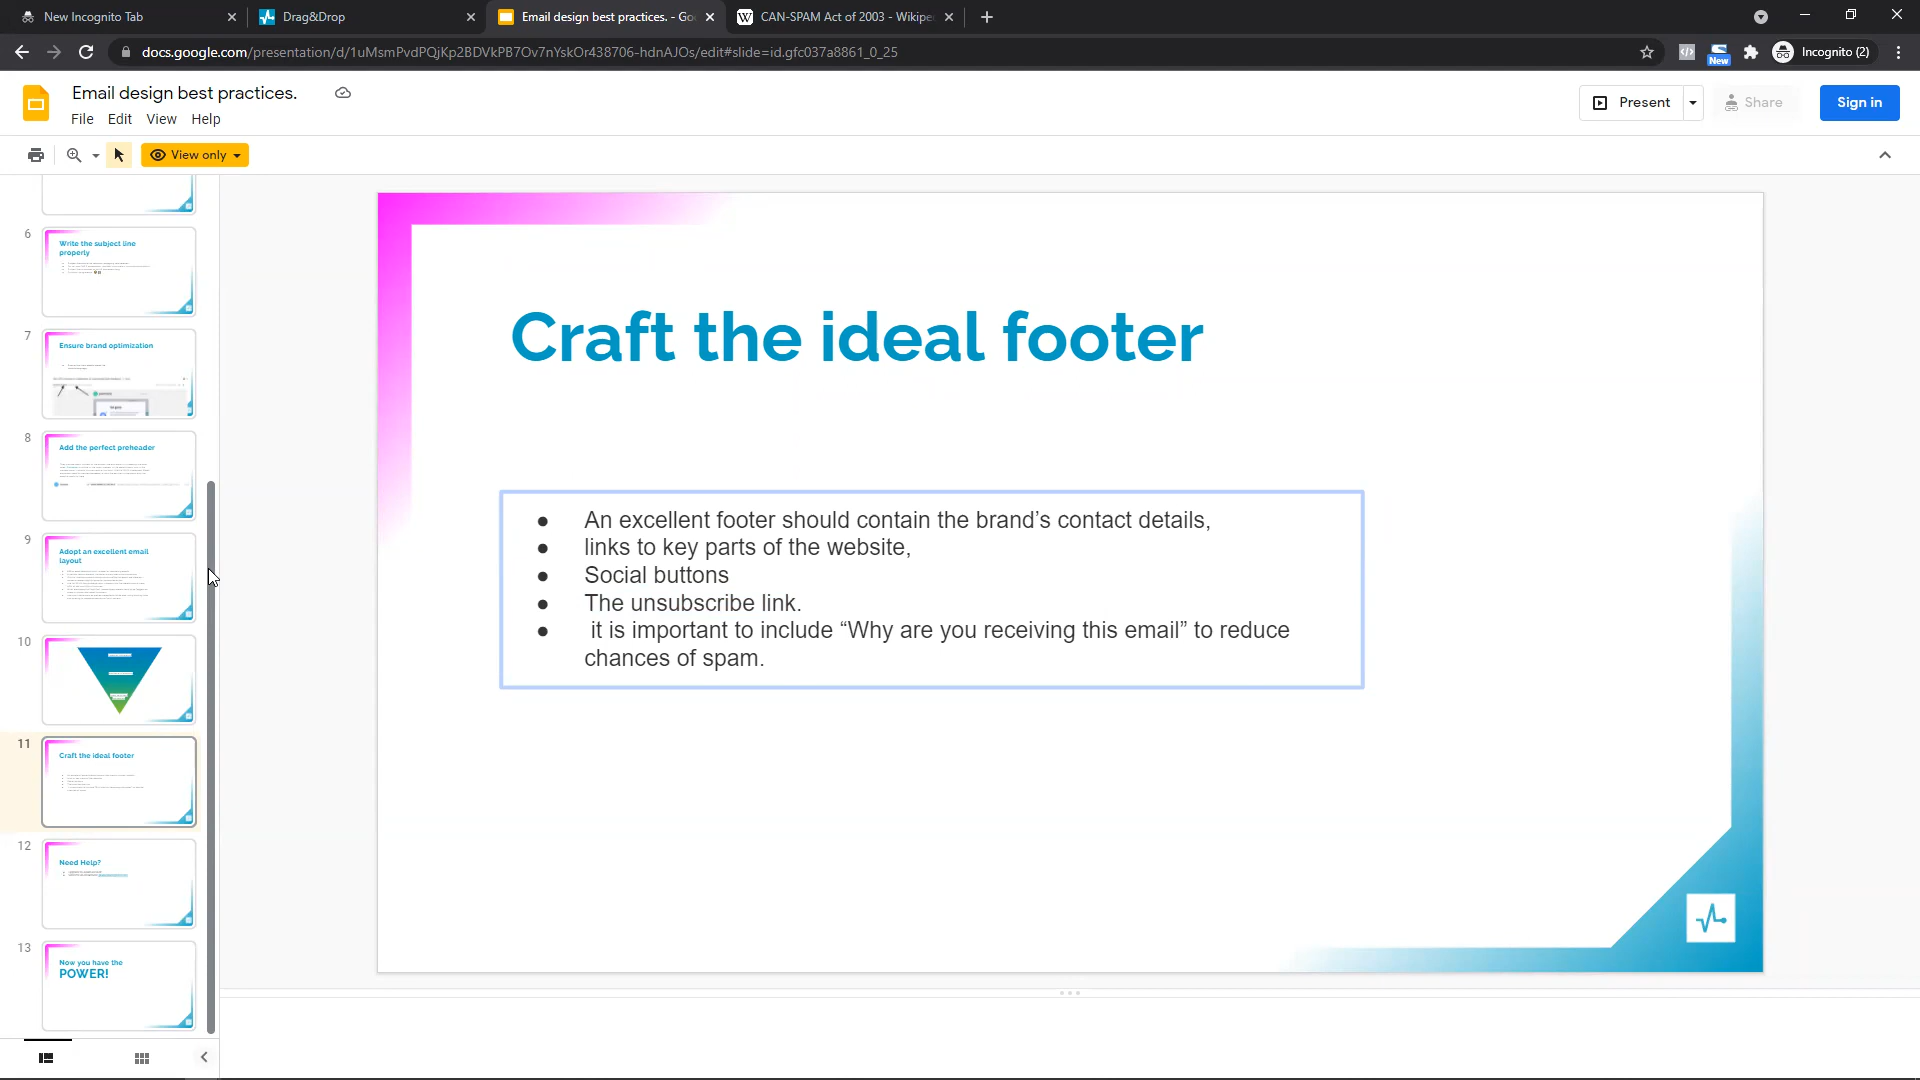 New Incognito Tab
Drag&Drop
Email design best practices. - Go
CAN-SPAM Act of 2003 - Wikipe
docs.google.com/presentation/d/1uMsmPvdPQjKp2BDVkPB7Ov7nYskOr438706-hdnAJOs/edit#slide=id.gfc037a8861_0_25
New
Incognito (2)
Email design best practices.
File Edit View Help
Present
Share
Sign in
View only
6
Write the subject line
properly
7
Ensure brand optimization
8
Add the perfect preheader
9
Adopt an excellent email
layout
10
11
Craft the ideal footer
12
Need Help?
13
Now you have the
POWER!
Craft the ideal footer
● An excellent footer should contain the brand’s contact details,
● links to key parts of the website,
● Social buttons
● The unsubscribe link.
● it is important to include “Why are you receiving this email” to reduce
chances of spam.